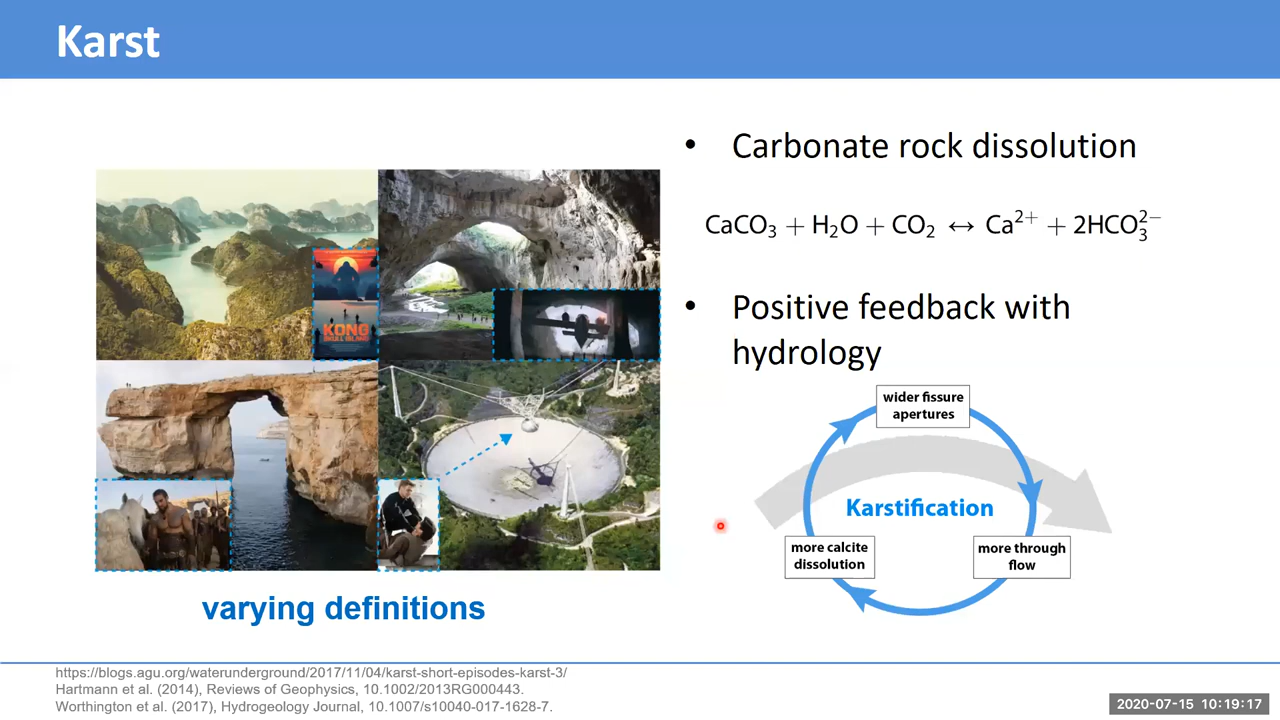 Karst
• Carbonate rock dissolution
CaCO₃ + H₂O + CO₂ ↔ Ca²⁺ + 2HCO₃²⁻
• Positive feedback with
hydrology
KONG
SKULL ISLAND
wider fissure
apertures
Karstification
more calcite
dissolution
more through
flow
varying definitions
https://blogs.agu.org/waterunderground/2017/11/04/karst-short-episodes-karst-3/
Hartmann et al. (2014), Reviews of Geophysics, 10.1002/2013RG000443.
Worthington et al. (2017), Hydrogeology Journal, 10.1007/s10040-017-1628-7.
2020-07-15 10:19:17